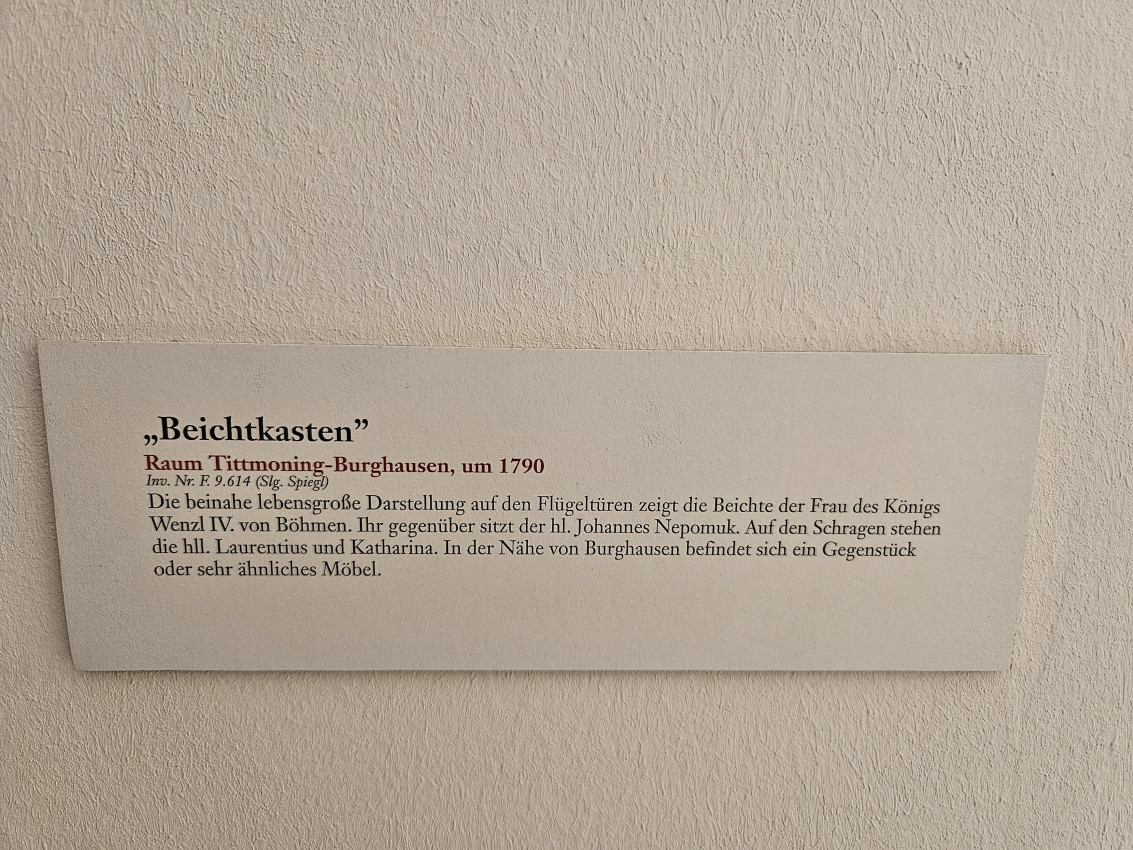 „Beichtkasten”
Raum Tittmoning-Burghausen, um 1790
Inv. Nr. F. 9.614 (Slg. Spiegl)
Die beinahe lebensgroße Darstellung auf den Flügeltüren zeigt die Beichte der Frau des Königs
Wenzl IV. von Böhmen. Ihr gegenüber sitzt der hl. Johannes Nepomuk. Auf den Schragen stehen
die hll. Laurentius und Katharina. In der Nähe von Burghausen befindet sich ein Gegenstück
oder sehr ähnliches Möbel.